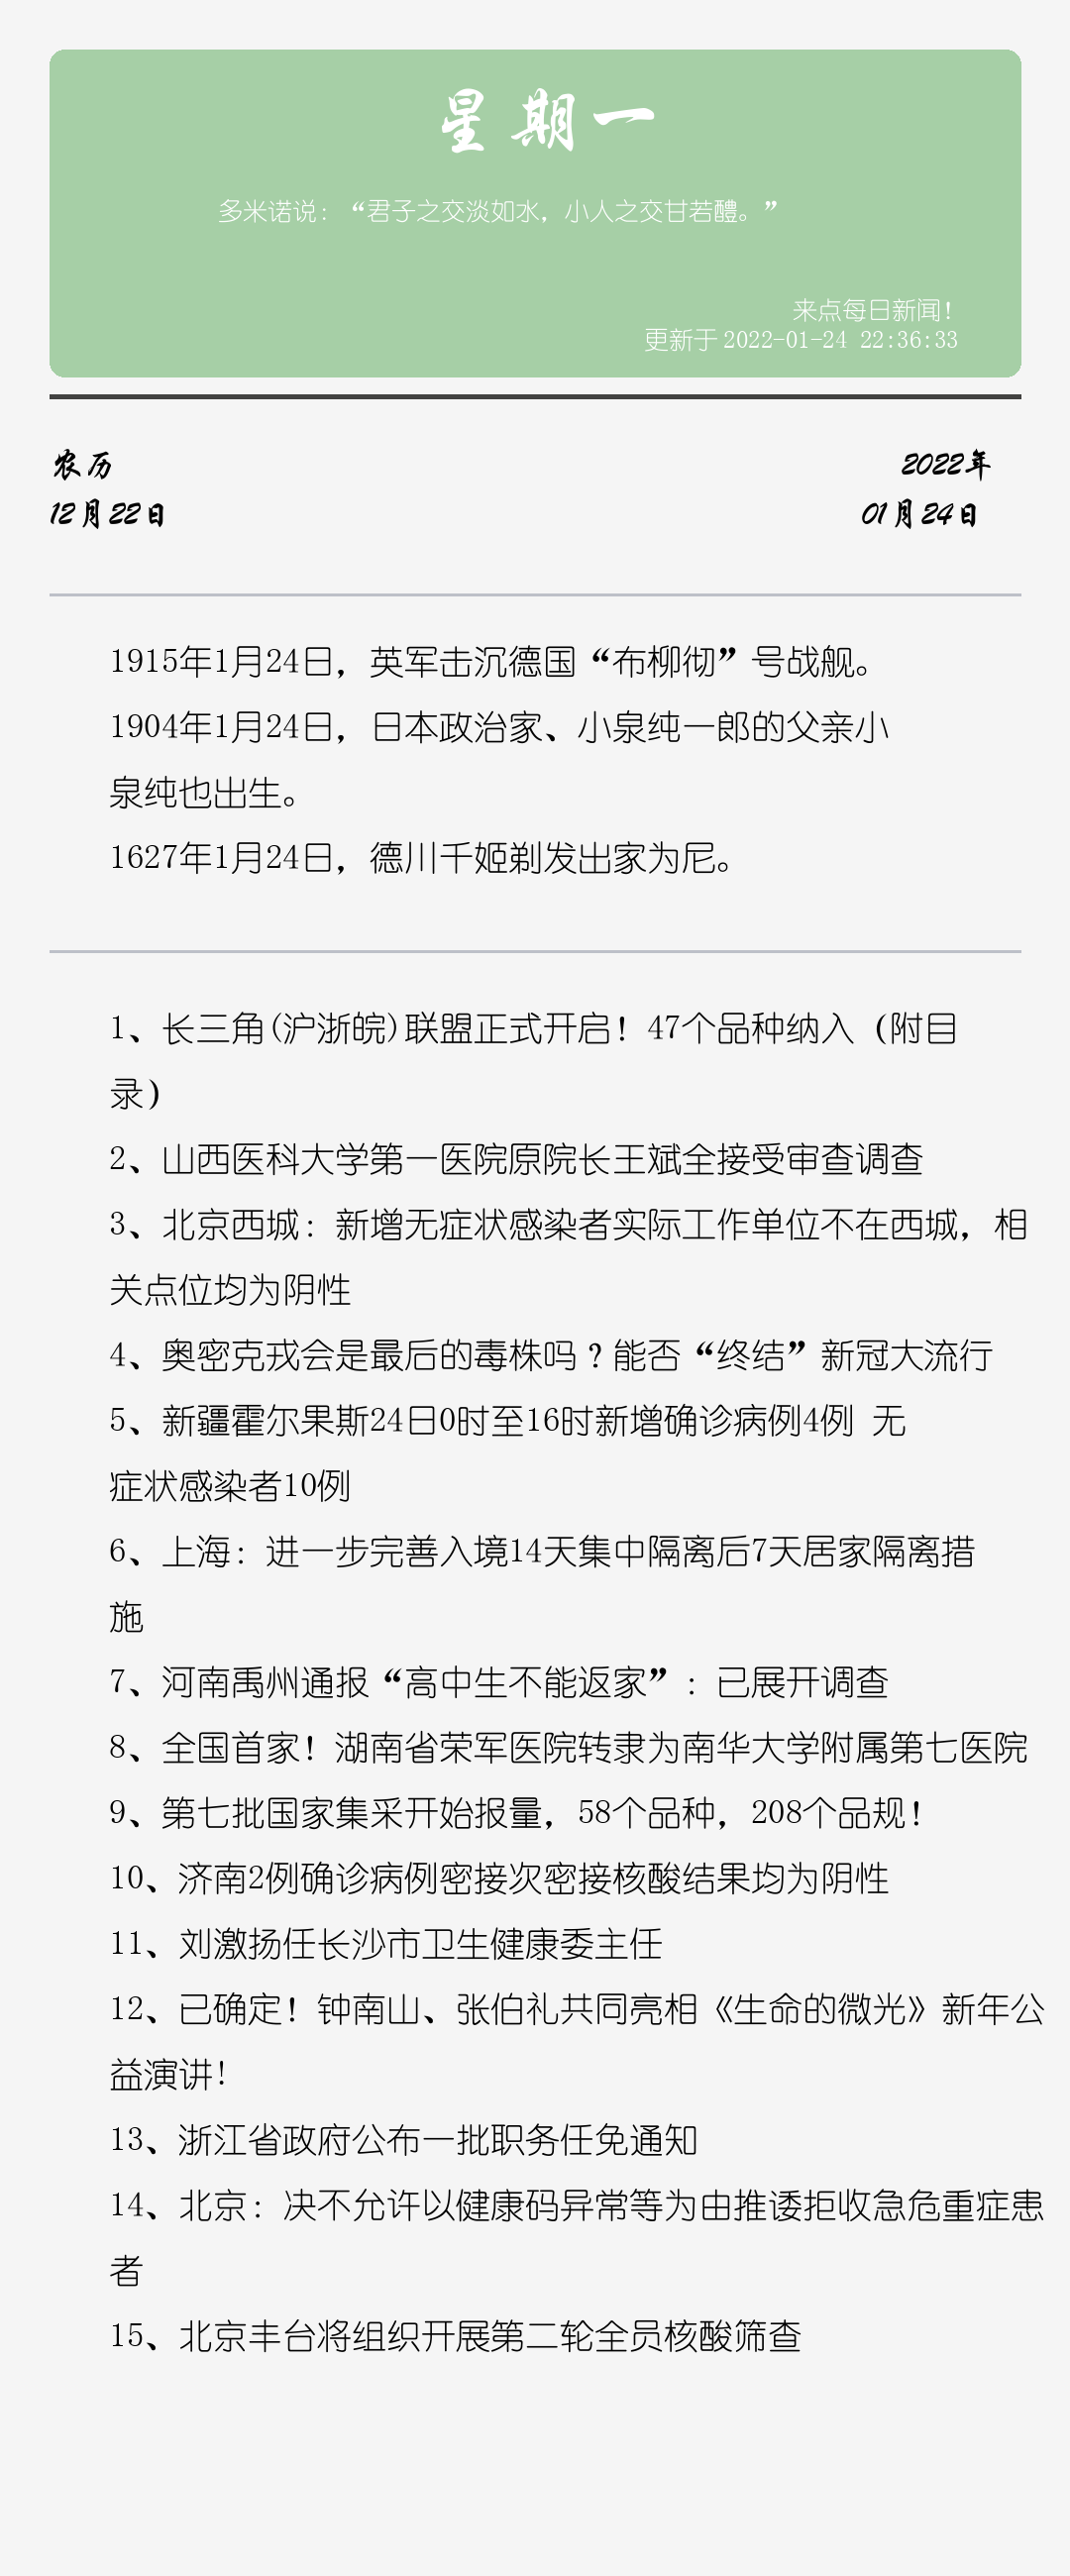 星期一
多米诺说：“君子之交淡如水，小人之交甘若醴。”
来点每日新闻！
更新于 2022-01-24 22:36:33
农历
2022年
12月22日
01月24日
1915年1月24日，英军击沉德国“布柳彻”号战舰。
1904年1月24日，日本政治家、小泉纯一郎的父亲小
泉纯也出生。
1627年1月24日，德川千姬剃发出家为尼。
1、长三角(沪浙皖)联盟正式开启！47个品种纳入（附目
录）
2、山西医科大学第一医院原院长王斌全接受审查调查
3、北京西城：新增无症状感染者实际工作单位不在西城，相
关点位均为阴性
4、奥密克戎会是最后的毒株吗？能否“终结”新冠大流行
5、新疆霍尔果斯24日0时至16时新增确诊病例4例 无
症状感染者10例
6、上海：进一步完善入境14天集中隔离后7天居家隔离措
施
7、河南禹州通报“高中生不能返家”：已展开调查
8、全国首家！湖南省荣军医院转隶为南华大学附属第七医院
9、第七批国家集采开始报量，58个品种，208个品规！
10、济南2例确诊病例密接次密接核酸结果均为阴性
11、刘激扬任长沙市卫生健康委主任
12、已确定！钟南山、张伯礼共同亮相《生命的微光》新年公
益演讲!
13、浙江省政府公布一批职务任免通知
14、北京：决不允许以健康码异常等为由推诿拒收急危重症患
者
15、北京丰台将组织开展第二轮全员核酸筛查